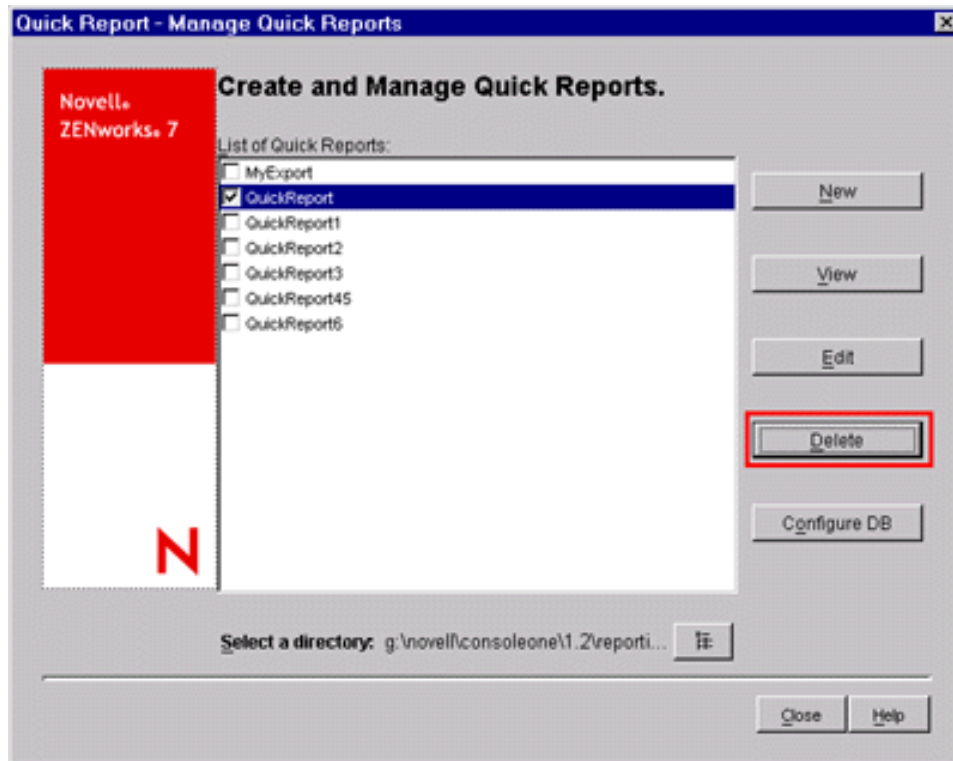 Quick Report - Manage Quick Reports
Novell®
ZENworks® 7
Create and Manage Quick Reports.
List of Quick Reports:
MyExport
QuickReport
QuickReport1
QuickReport2
QuickReport3
QuickReport45
QuickReport6
New
View
Edit
Delete
Configure DB
N
Select a directory: g:\novell\consoleone\1.2\reporti...
Close
Help